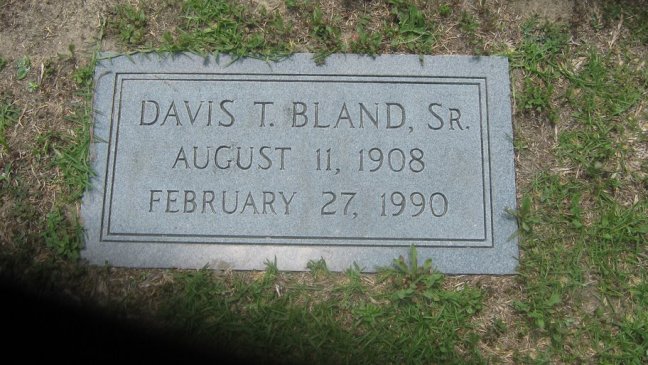 DAVIS T. BLAND, SR.
AUGUST 11, 1908
FEBRUARY 27, 1990